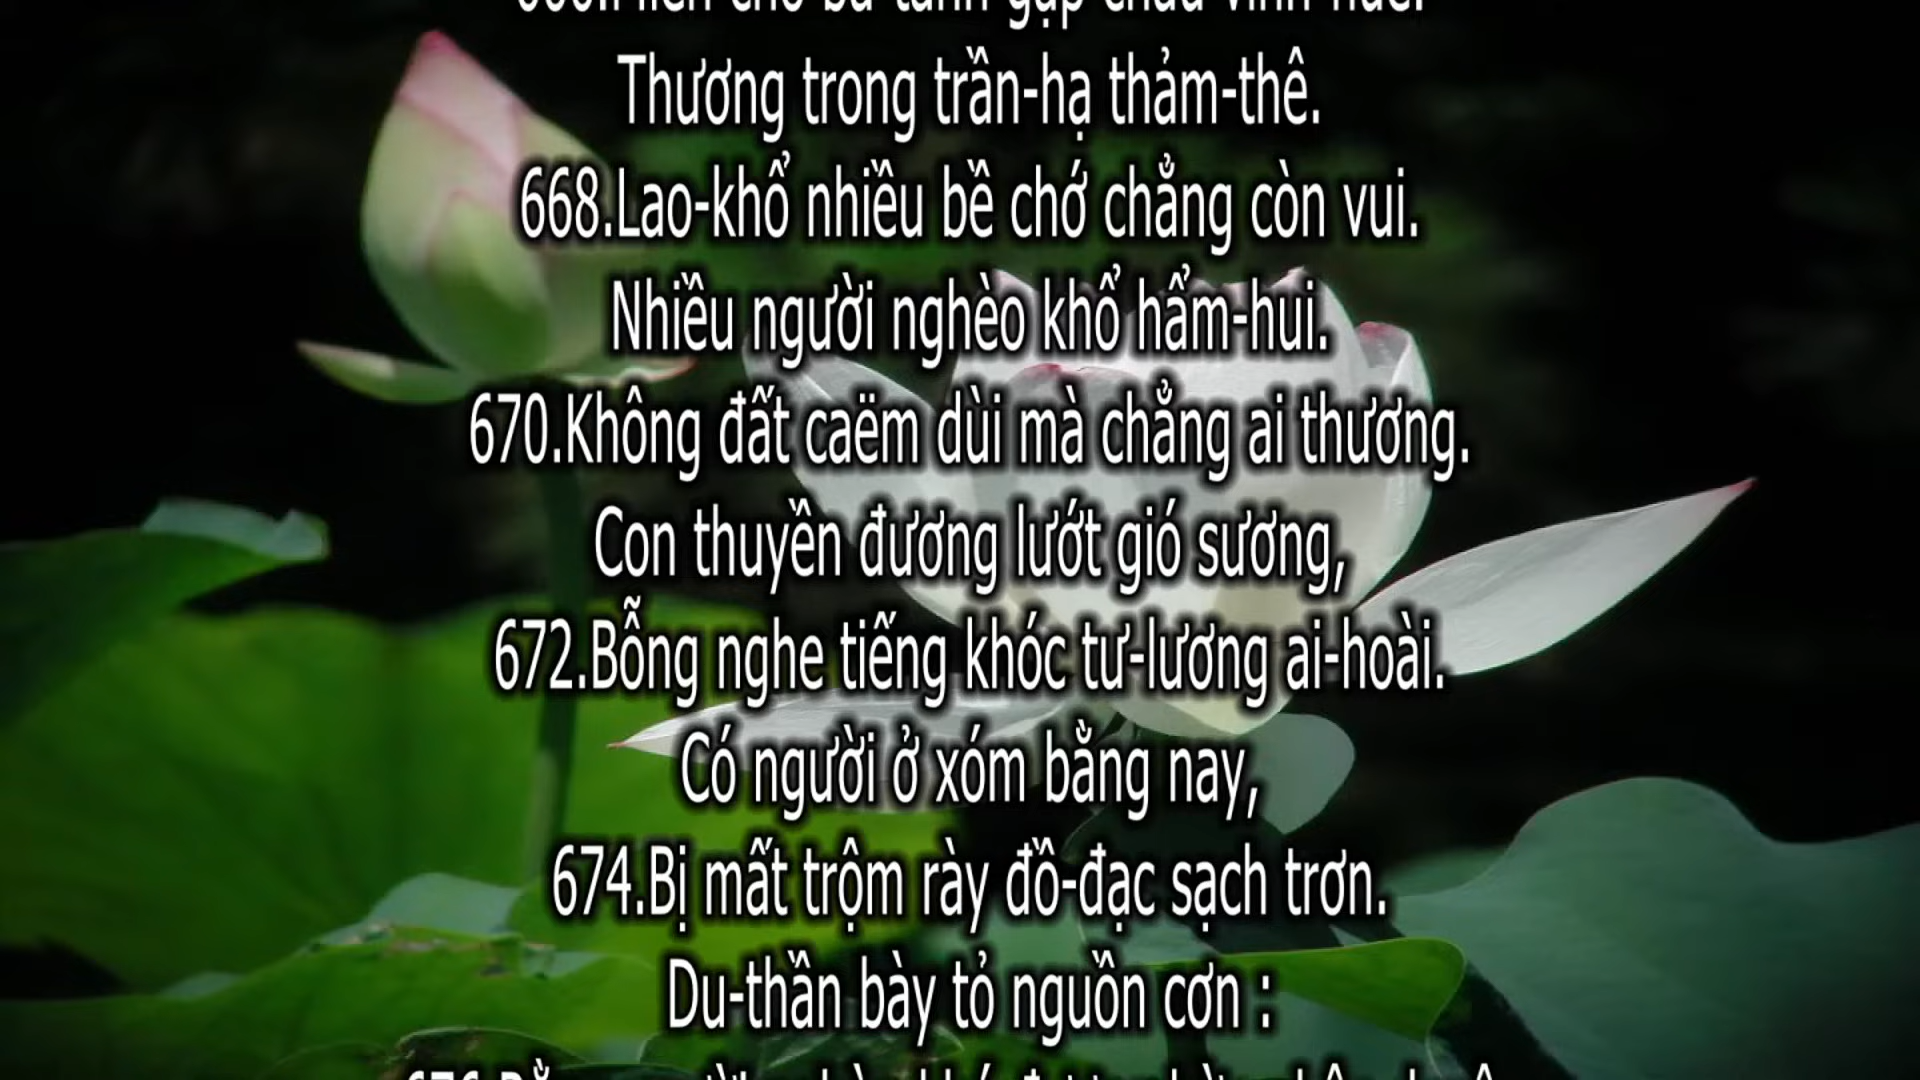 Thương trong trần-hạ thảm-thê.
668.Lao-khổ nhiều bề chớ chẳng còn vui.
Nhiều người nghèo khổ hẩm-hui.
670.Không đất caëm dùi mà chẳng ai thương.
Con thuyền đương lướt gió sương,
672.Bỗng nghe tiếng khóc tư-lương ai-hoài.
Có người ở xóm bằng nay,
674.Bị mất trộm rày đồ-đạc sạch trơn.
Du-thần bày tỏ nguồn cơn :